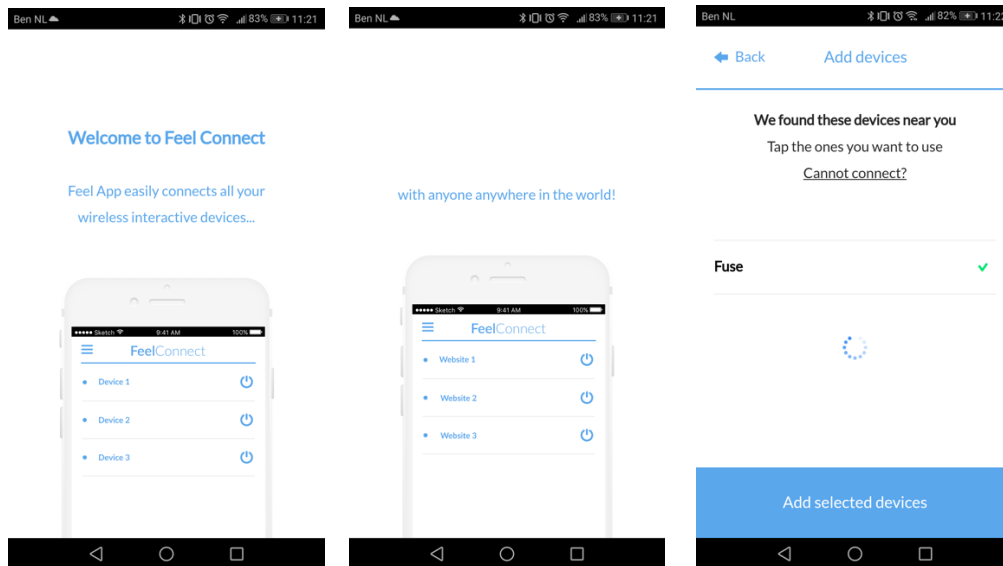 Ben NL 83% 11:21
Welcome to Feel Connect
Feel App easily connects all your
wireless interactive devices...
Sketch 9:41 AM 100%
FeelConnect
Device 1
Device 2
Device 3
Ben NL 83% 11:21
with anyone anywhere in the world!
Sketch 9:41 AM 100%
FeelConnect
Website 1
Website 2
Website 3
Ben NL 82% 11:22
Back Add devices
We found these devices near you
Tap the ones you want to use
Cannot connect?
Fuse
Add selected devices